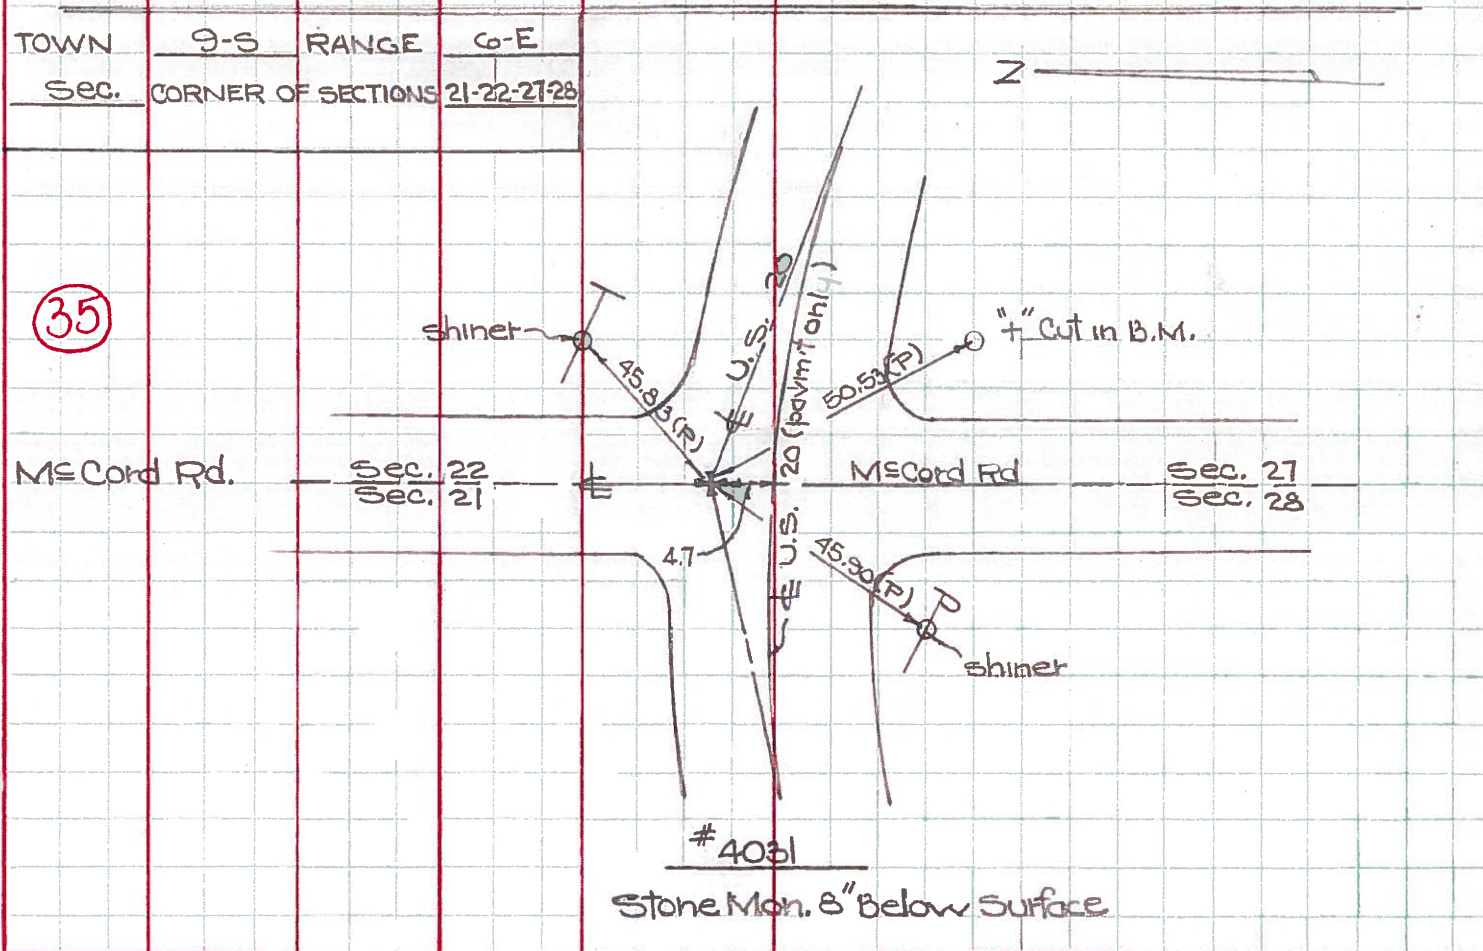 TOWN 9-S RANGE 6-E
Sec. CORNER OF SECTIONS 21-22-27-28
Z
35
shiner
45.83 (P)
℄ U.S. 20
20 (pavm't only)
50.53 (P)
"+" Cut in B.M.
McCord Rd.
Sec. 22
Sec. 21
℄
McCord Rd
Sec. 27
Sec. 28
4.7
℄ U.S.
45.90 (P)
P
shiner
#4031
Stone Mon. 8" Below Surface